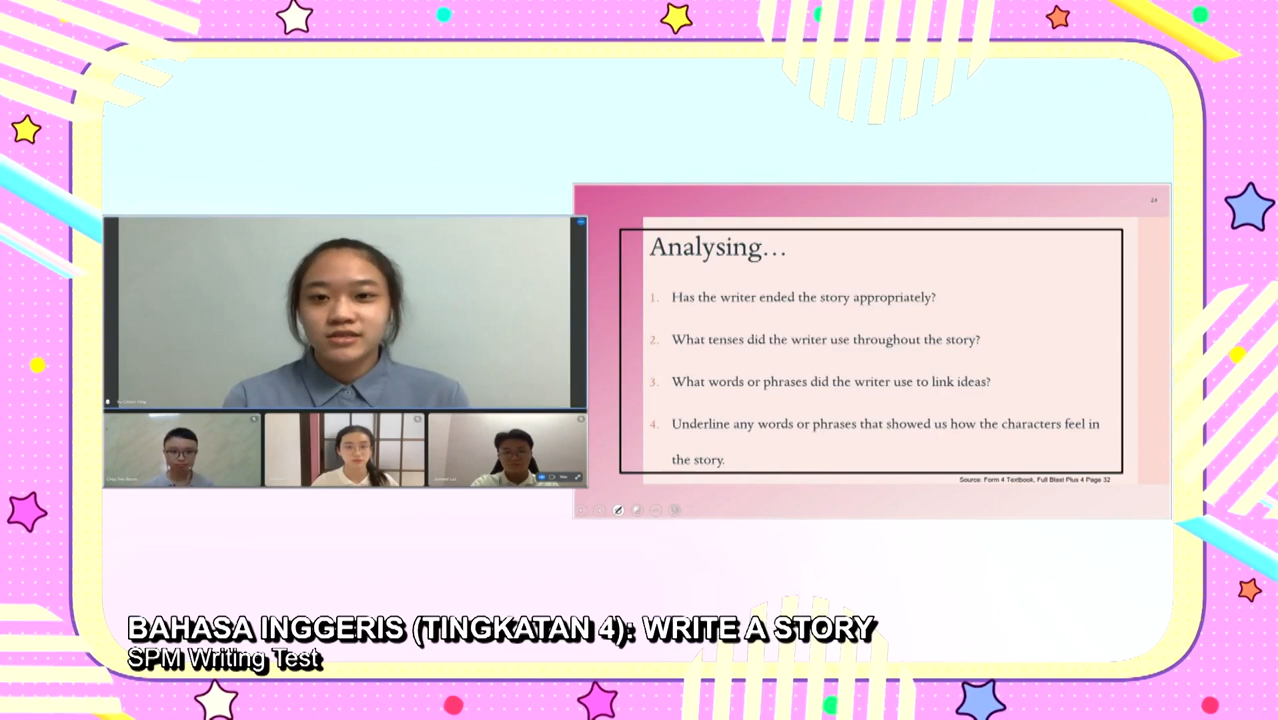 24
Analysing...
1. Has the writer ended the story appropriately?
2. What tenses did the writer use throughout the story?
3. What words or phrases did the writer use to link ideas?
4. Underline any words or phrases that showed us how the characters feel in
the story.
Source: Form 4 Textbook, Full Blast Plus 4 Page 32
BAHASA INGGERIS (TINGKATAN 4): WRITE A STORY
SPM Writing Test